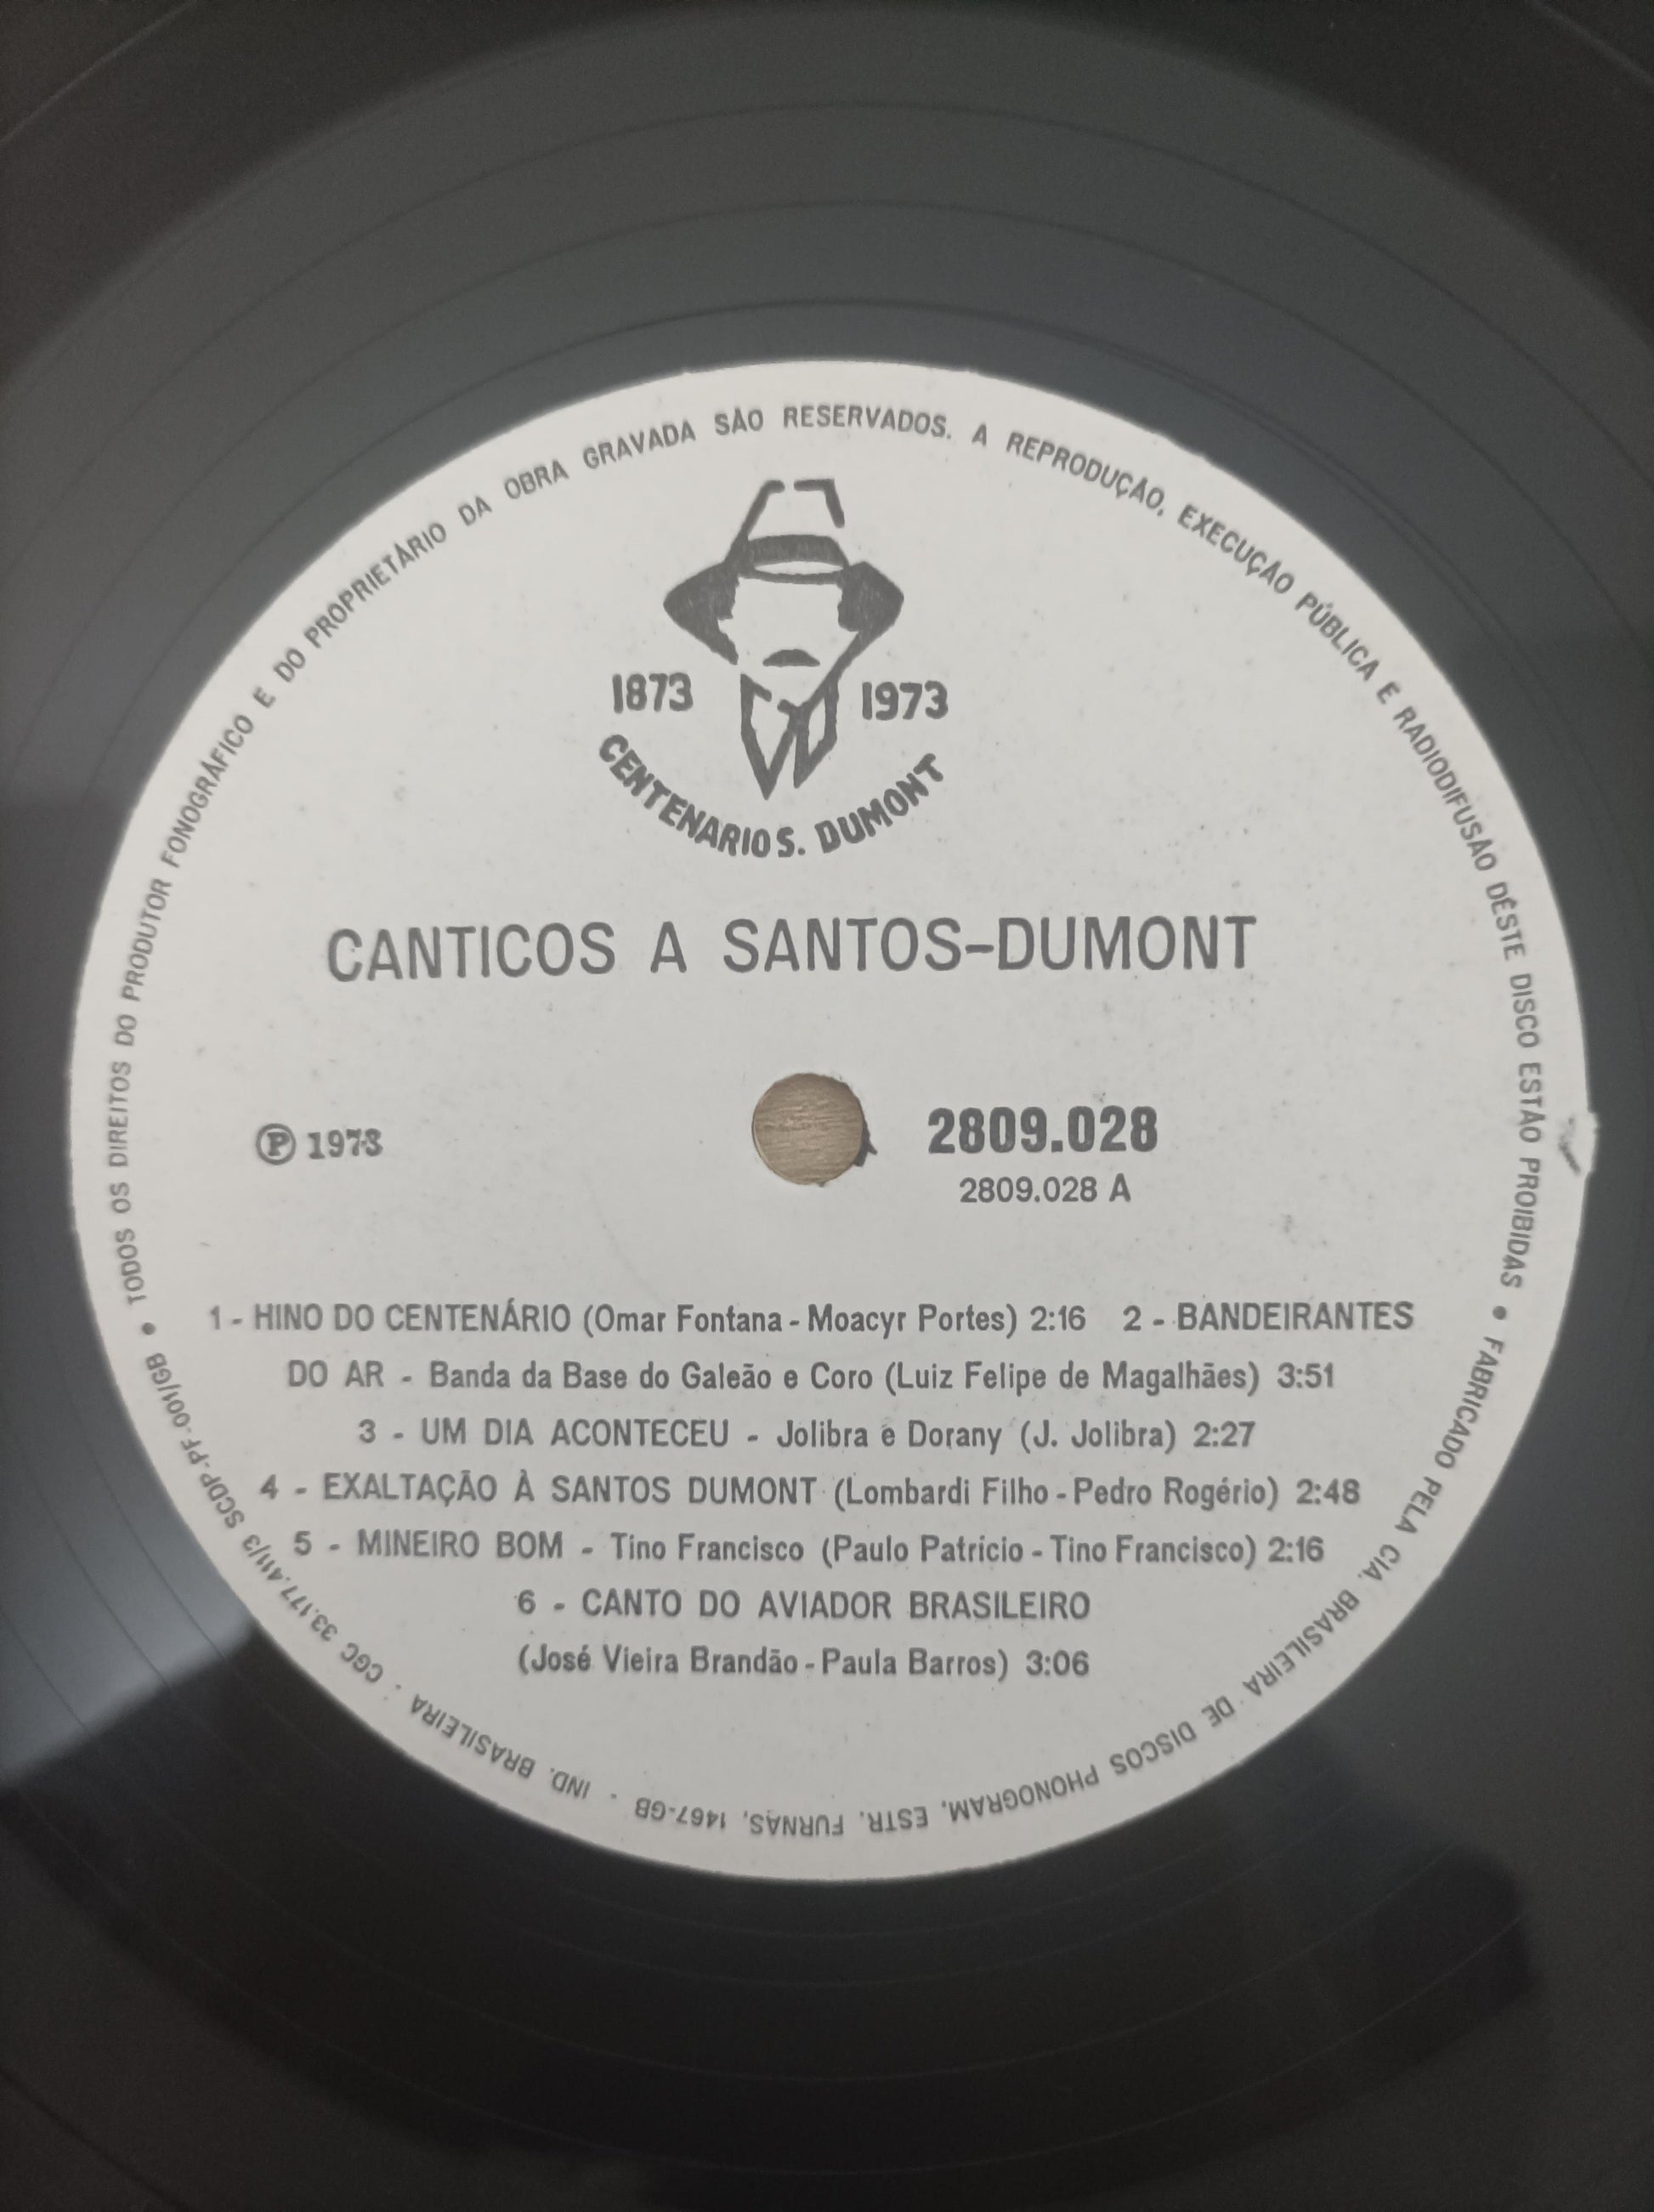 TODOS OS DIREITOS DO PRODUTOR FONOGRÁFICO E DO PROPRIETÁRIO DA OBRA GRAVADA SÃO RESERVADOS. A REPRODUÇÃO, EXECUÇÃO PÚBLICA E RADIODIFUSÃO DÊSTE DISCO ESTÃO PROIBIDAS • FABRICADO PELA CIA. BRASILEIRA DE DISCOS PHONOGRAM, ESTR. FURNAS, 1467-GB - IND. BRASILEIRA - CGC 33.177.411/3 SCDP-PF-001/GB •
1873 1973
CENTENARIO S. DUMONT
CANTICOS A SANTOS-DUMONT
℗ 1973 2809.028
2809.028 A
1 - HINO DO CENTENÁRIO (Omar Fontana - Moacyr Portes) 2:16 2 - BANDEIRANTES
DO AR - Banda da Base do Galeão e Coro (Luiz Felipe de Magalhães) 3:51
3 - UM DIA ACONTECEU - Jolibra e Dorany (J. Jolibra) 2:27
4 - EXALTAÇÃO À SANTOS DUMONT (Lombardi Filho - Pedro Rogério) 2:48
5 - MINEIRO BOM - Tino Francisco (Paulo Patrício - Tino Francisco) 2:16
6 - CANTO DO AVIADOR BRASILEIRO
(José Vieira Brandão - Paula Barros) 3:06